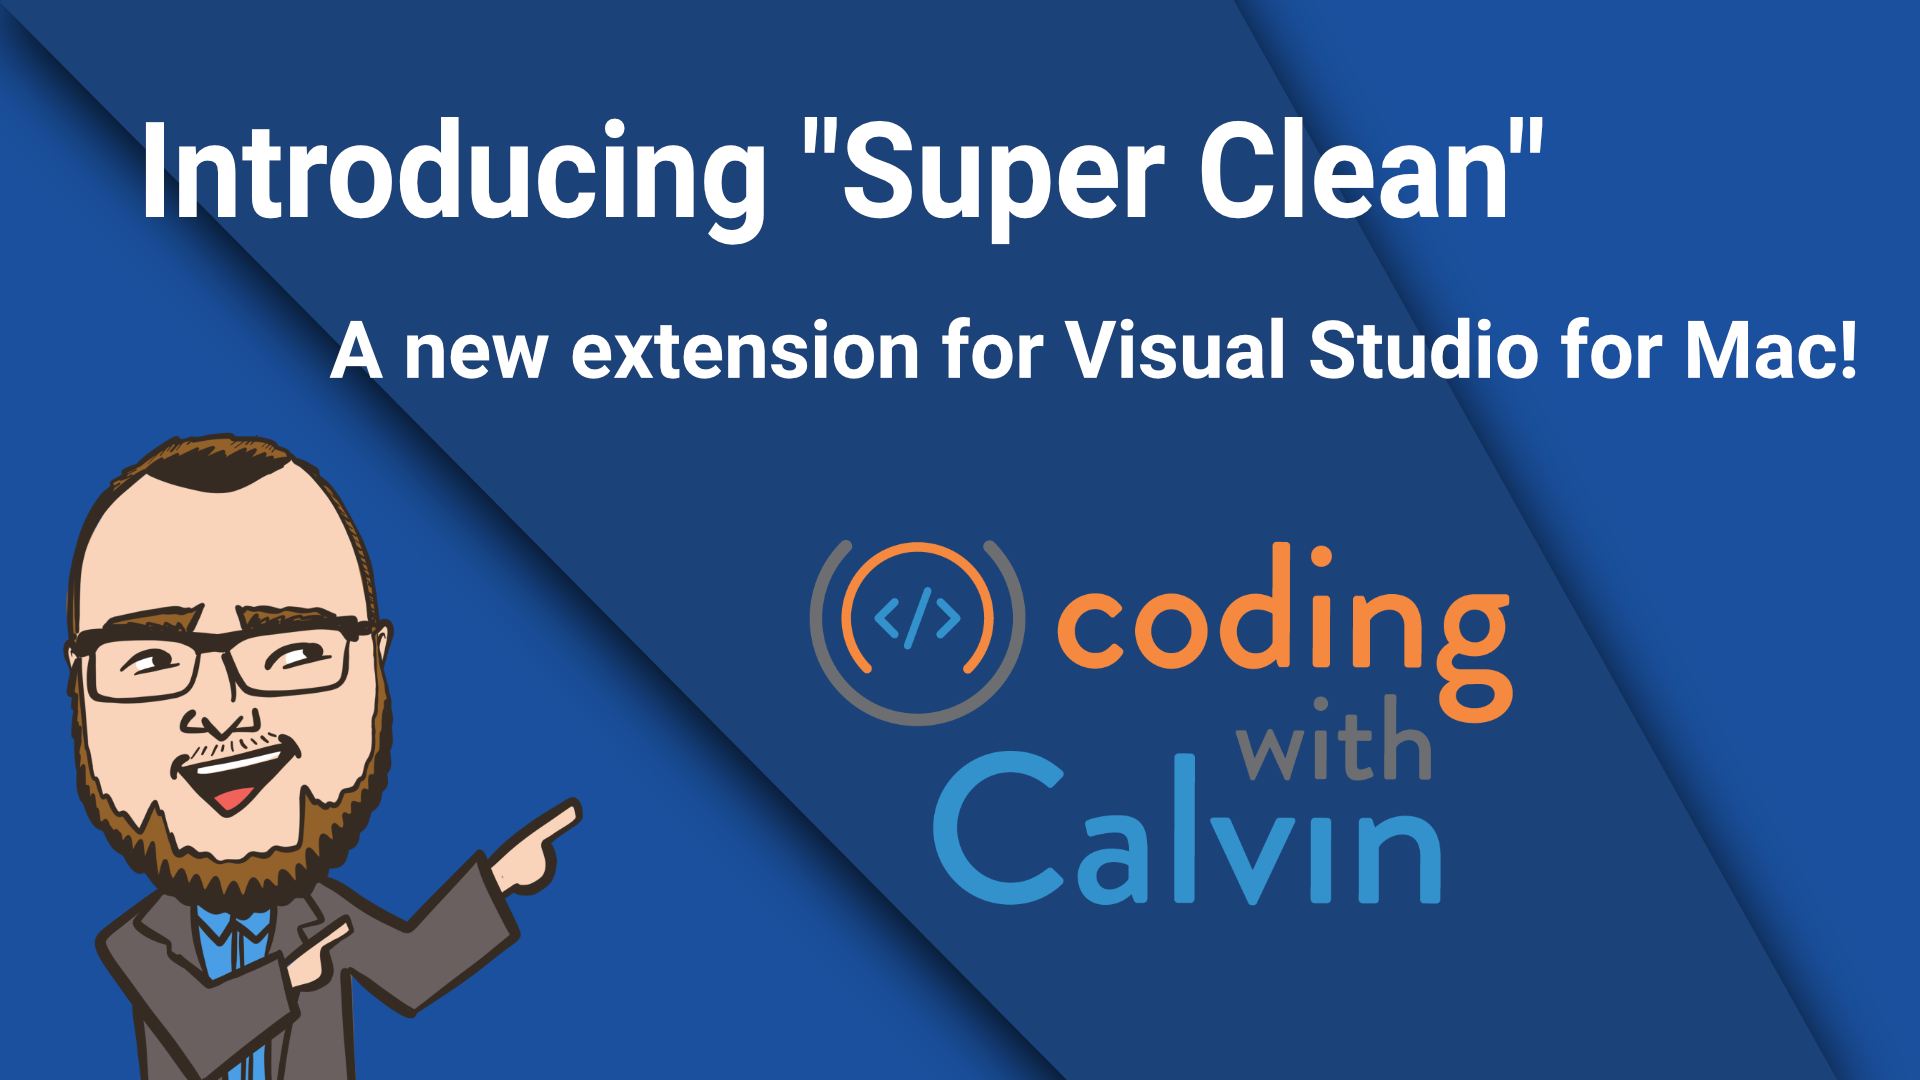 Introducing "Super Clean"
A new extension for Visual Studio for Mac!
</> coding
with
Calvin